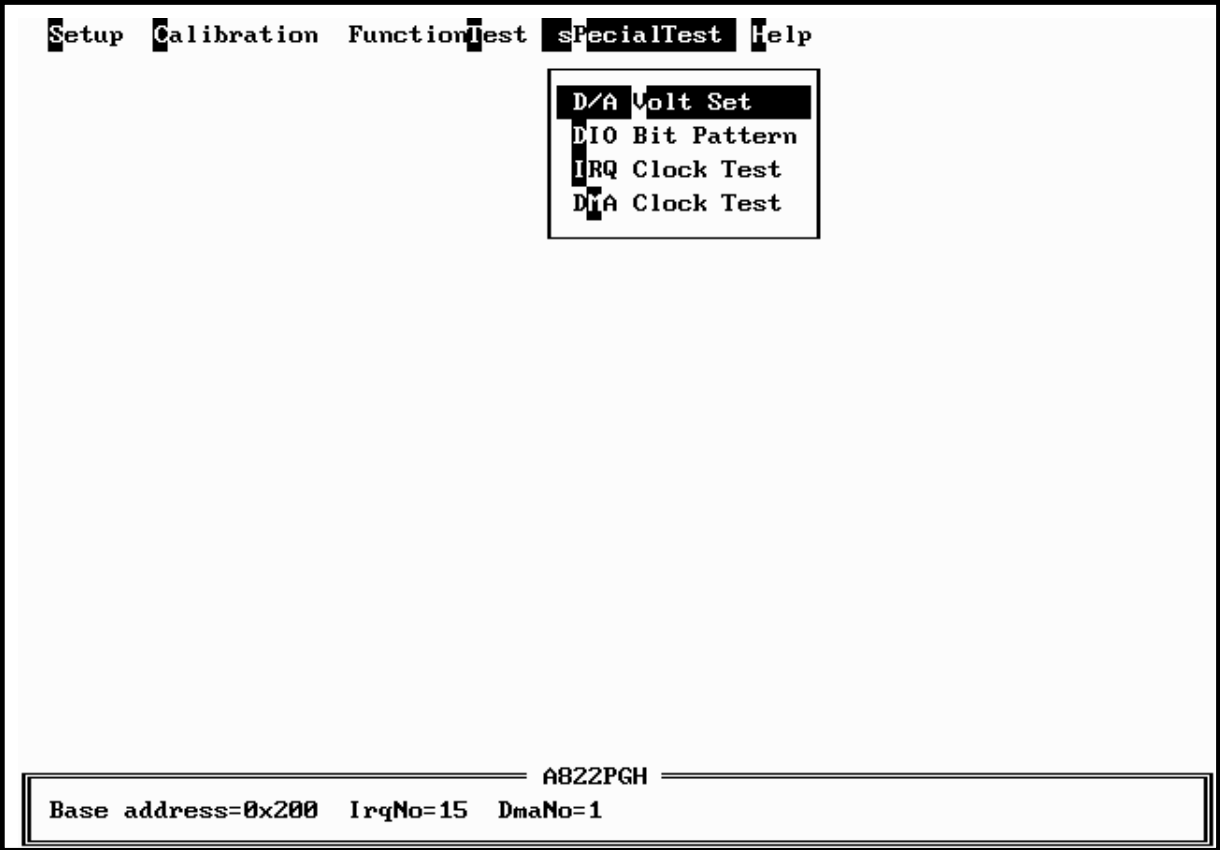 Setup Calibration FunctionTest sPecialTest Help
D/A Volt Set
DIO Bit Pattern
IRQ Clock Test
DMA Clock Test
A822PGH
Base address=0x200 IrqNo=15 DmaNo=1